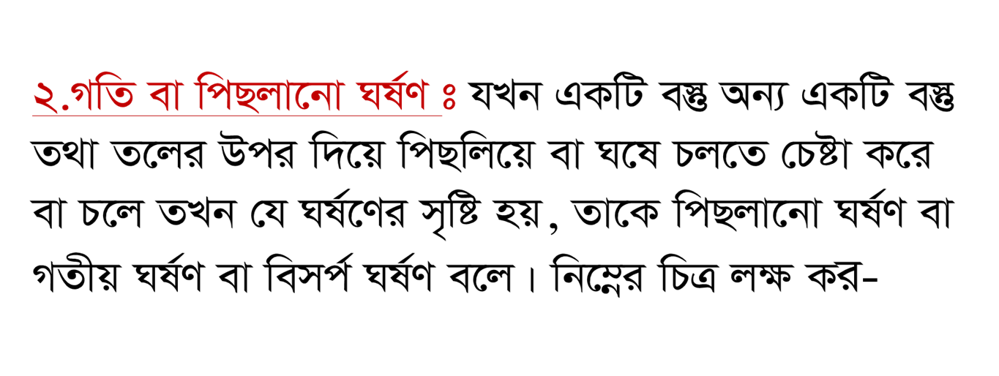 ২.গতি বা পিছলানো ঘর্ষণ ঃ যখন একটি বস্তু অন্য একটি বস্তু
তথা তলের উপর দিয়ে পিছলিয়ে বা ঘষে চলতে চেষ্টা করে
বা চলে তখন যে ঘর্ষণের সৃষ্টি হয়, তাকে পিছলানো ঘর্ষণ বা
গতীয় ঘর্ষণ বা বিসর্প ঘর্ষণ বলে। নিম্নের চিত্র লক্ষ কর-